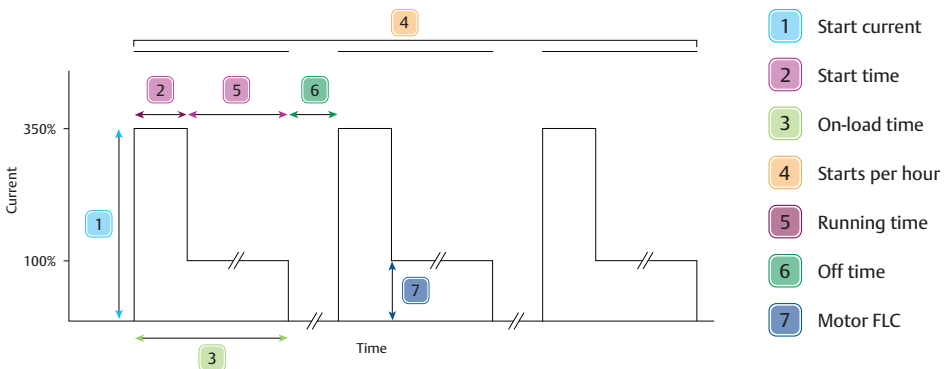 4
2
5
6
350%
1
Current
100%
7
Time
3
1 Start current
2 Start time
3 On-load time
4 Starts per hour
5 Running time
6 Off time
7 Motor FLC